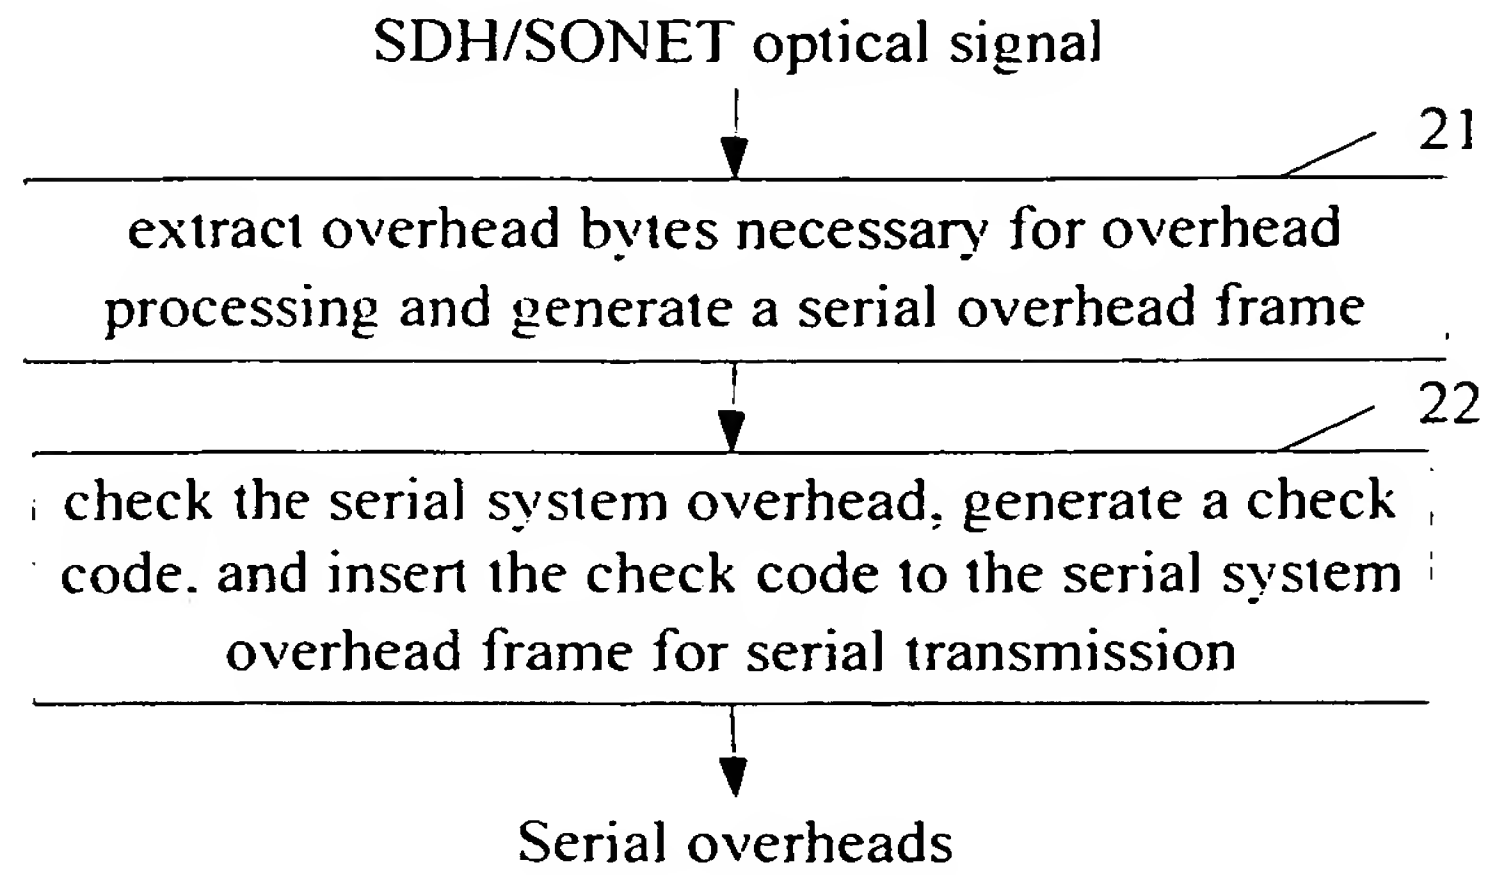 SDH/SONET optical signal
21
extract overhead bytes necessary for overhead
processing and generate a serial overhead frame
22
check the serial system overhead, generate a check
code, and insert the check code to the serial system
overhead frame for serial transmission
Serial overheads